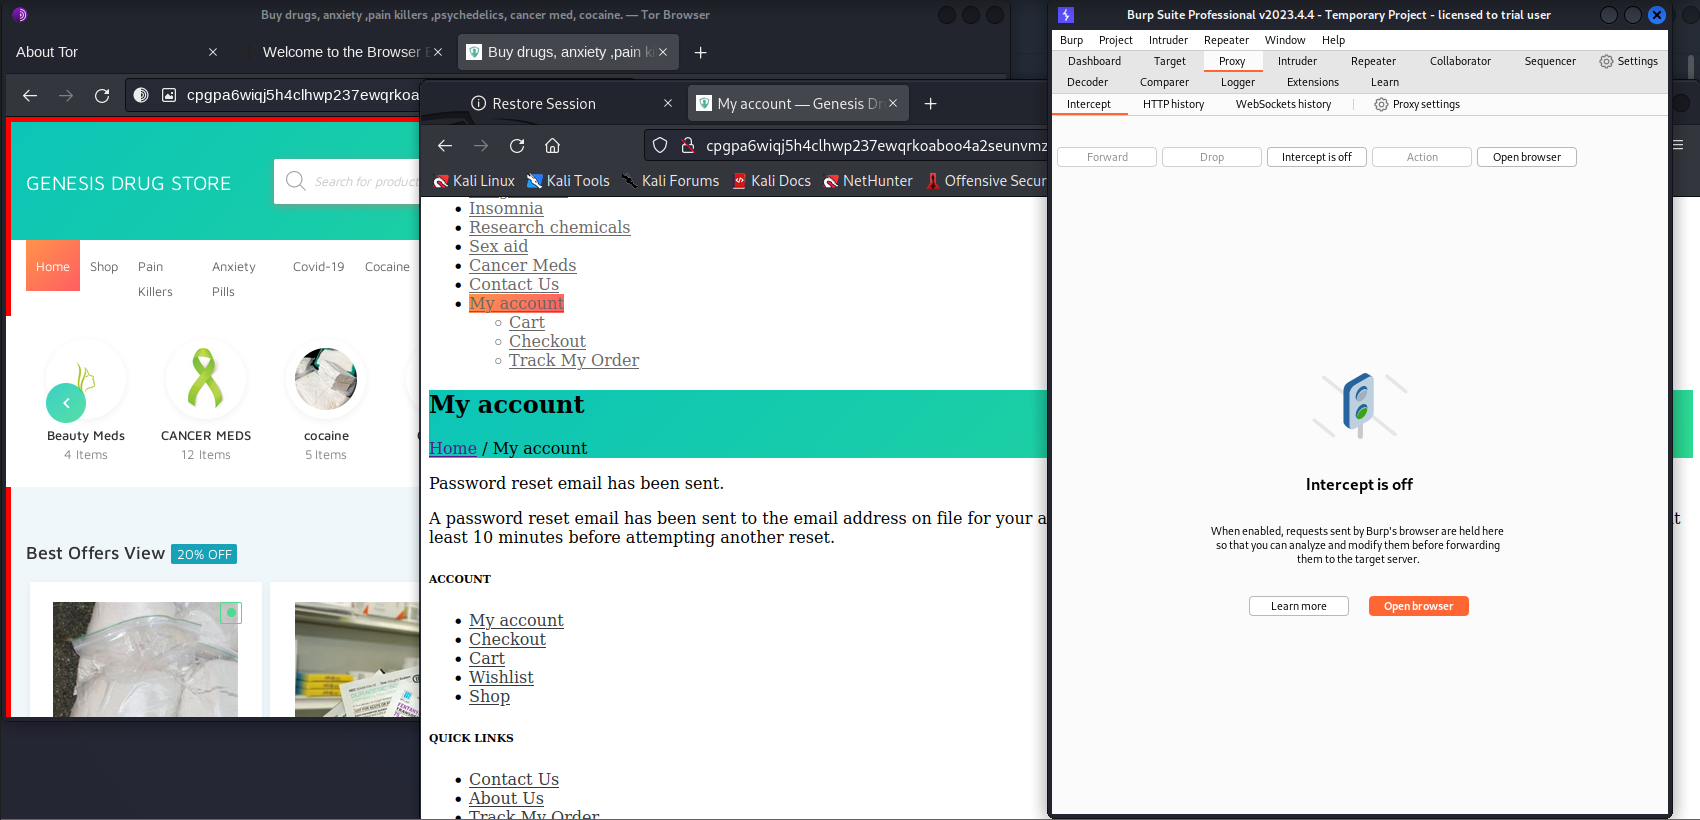 Buy drugs, anxiety ,pain killers ,psychedelics, cancer med, cocaine. — Tor Browser
About Tor
Welcome to the Browser
Buy drugs, anxiety ,pain
cpgpa6wiqj5h4clhwp237ewqrkoa
GENESIS DRUG STORE
Search for product
Home
Shop
Pain Killers
Anxiety Pills
Covid-19
Cocaine
Beauty Meds
4 Items
CANCER MEDS
12 Items
cocaine
5 Items
Best Offers View 20% OFF
Restore Session
My account — Genesis
cpgpa6wiqj5h4clhwp237ewqrkoaboo4a2seunvmz
Kali Linux
Kali Tools
Kali Forums
Kali Docs
NetHunter
Offensive Secur
Insomnia
Research chemicals
Sex aid
Cancer Meds
Contact Us
My account
Cart
Checkout
Track My Order
My account
Home / My account
Password reset email has been sent.
A password reset email has been sent to the email address on file for your a
least 10 minutes before attempting another reset.
ACCOUNT
My account
Checkout
Cart
Wishlist
Shop
QUICK LINKS
Contact Us
About Us
Track My Order
Burp Suite Professional v2023.4.4 - Temporary Project - licensed to trial user
Burp Project Intruder Repeater Window Help
Dashboard Target Proxy Intruder Repeater Collaborator Sequencer Settings
Decoder Comparer Logger Extensions Learn
Intercept HTTP history WebSockets history Proxy settings
Forward Drop Intercept is off Action Open browser
Intercept is off
When enabled, requests sent by Burp's browser are held here
so that you can analyze and modify them before forwarding
them to the target server.
Learn more Open browser